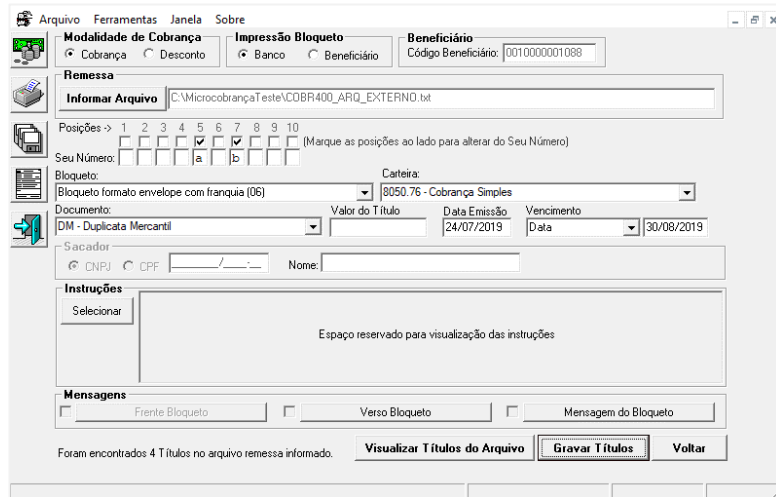 Arquivo Ferramentas Janela Sobre
Modalidade de Cobrança
Cobrança Desconto
Impressão Bloqueto
Banco Beneficiário
Beneficiário
Código Beneficiário: 0010000001088
Remessa
Informar Arquivo C:\MicrocobrançaTeste\COBR400_ARQ_EXTERNO.txt
Posições -> 1 2 3 4 5 6 7 8 9 10
(Marque as posições ao lado para alterar do Seu Número)
Seu Número: a b
Bloqueto: Carteira:
Bloqueto formato envelope com franquia (06) 8050.76 - Cobrança Simples
Documento: Valor do Título Data Emissão Vencimento
DM - Duplicata Mercantil 24/07/2019 Data 30/08/2019
Sacador
CNPJ CPF ________/____-__ Nome:
Instruções
Selecionar
Espaço reservado para visualização das instruções
Mensagens
Frente Bloqueto Verso Bloqueto Mensagem do Bloqueto
Foram encontrados 4 Títulos no arquivo remessa informado. Visualizar Títulos do Arquivo Gravar Títulos Voltar